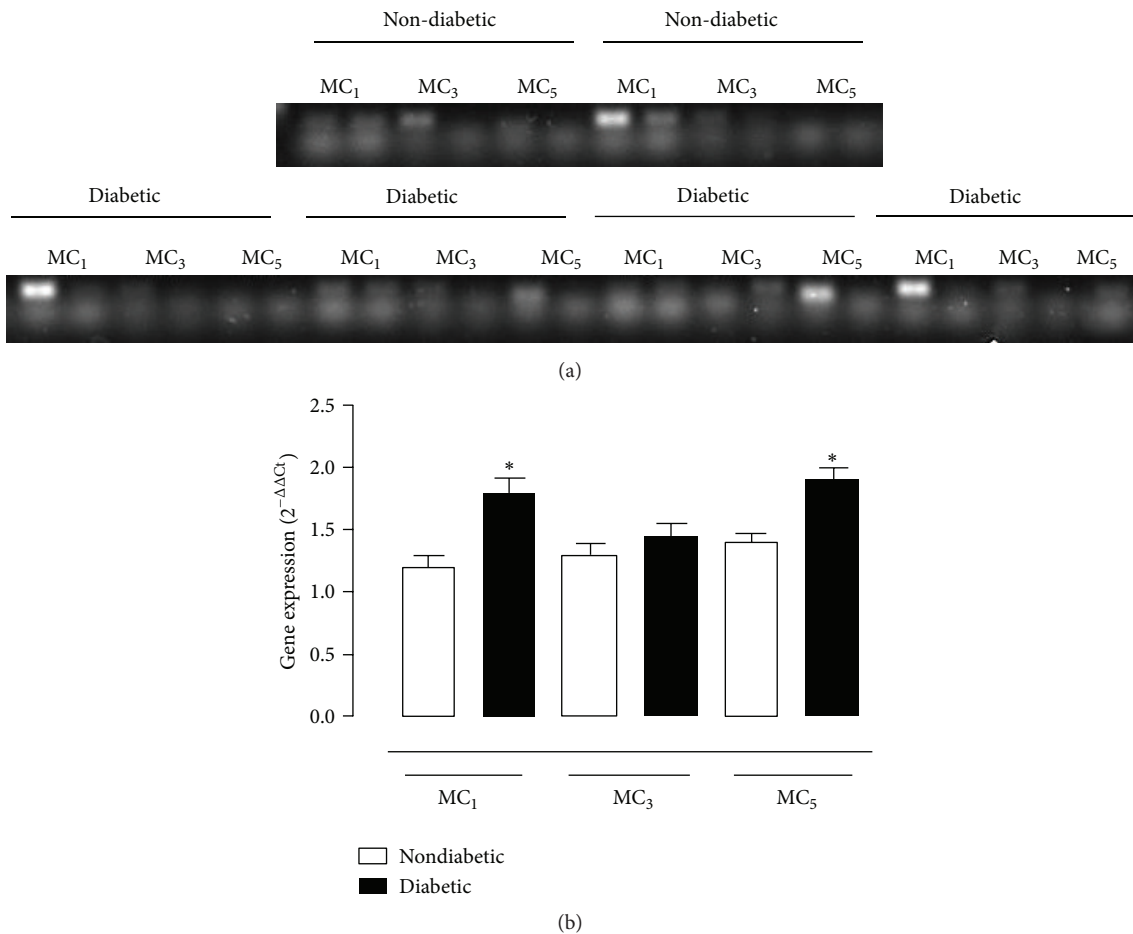 Non-diabetic Non-diabetic
MC₁ MC₃ MC₅ MC₁ MC₃ MC₅
Diabetic Diabetic Diabetic Diabetic
MC₁ MC₃ MC₅ MC₁ MC₃ MC₅ MC₁ MC₃ MC₅ MC₁ MC₃ MC₅
(a)
Gene expression (2^−ΔΔCt)
2.5
2.0
1.5
1.0
0.5
0.0
* *
MC₁ MC₃ MC₅
Nondiabetic
Diabetic
(b)